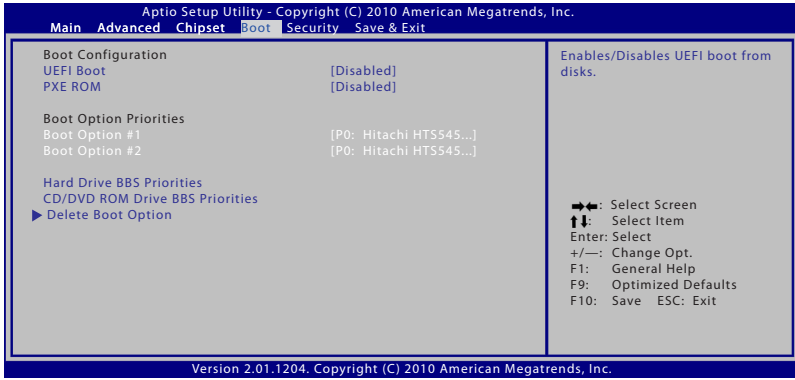 Aptio Setup Utility - Copyright (C) 2010 American Megatrends, Inc.
Main Advanced Chipset Boot Security Save & Exit
Boot Configuration
UEFI Boot [Disabled]
PXE ROM [Disabled]
Boot Option Priorities
Boot Option #1 [P0: Hitachi HTS545...]
Boot Option #2 [P0: Hitachi HTS545...]
Hard Drive BBS Priorities
CD/DVD ROM Drive BBS Priorities
Delete Boot Option
Enables/Disables UEFI boot from
disks.
→←: Select Screen
↑↓: Select Item
Enter: Select
+/—: Change Opt.
F1: General Help
F9: Optimized Defaults
F10: Save ESC: Exit
Version 2.01.1204. Copyright (C) 2010 American Megatrends, Inc.